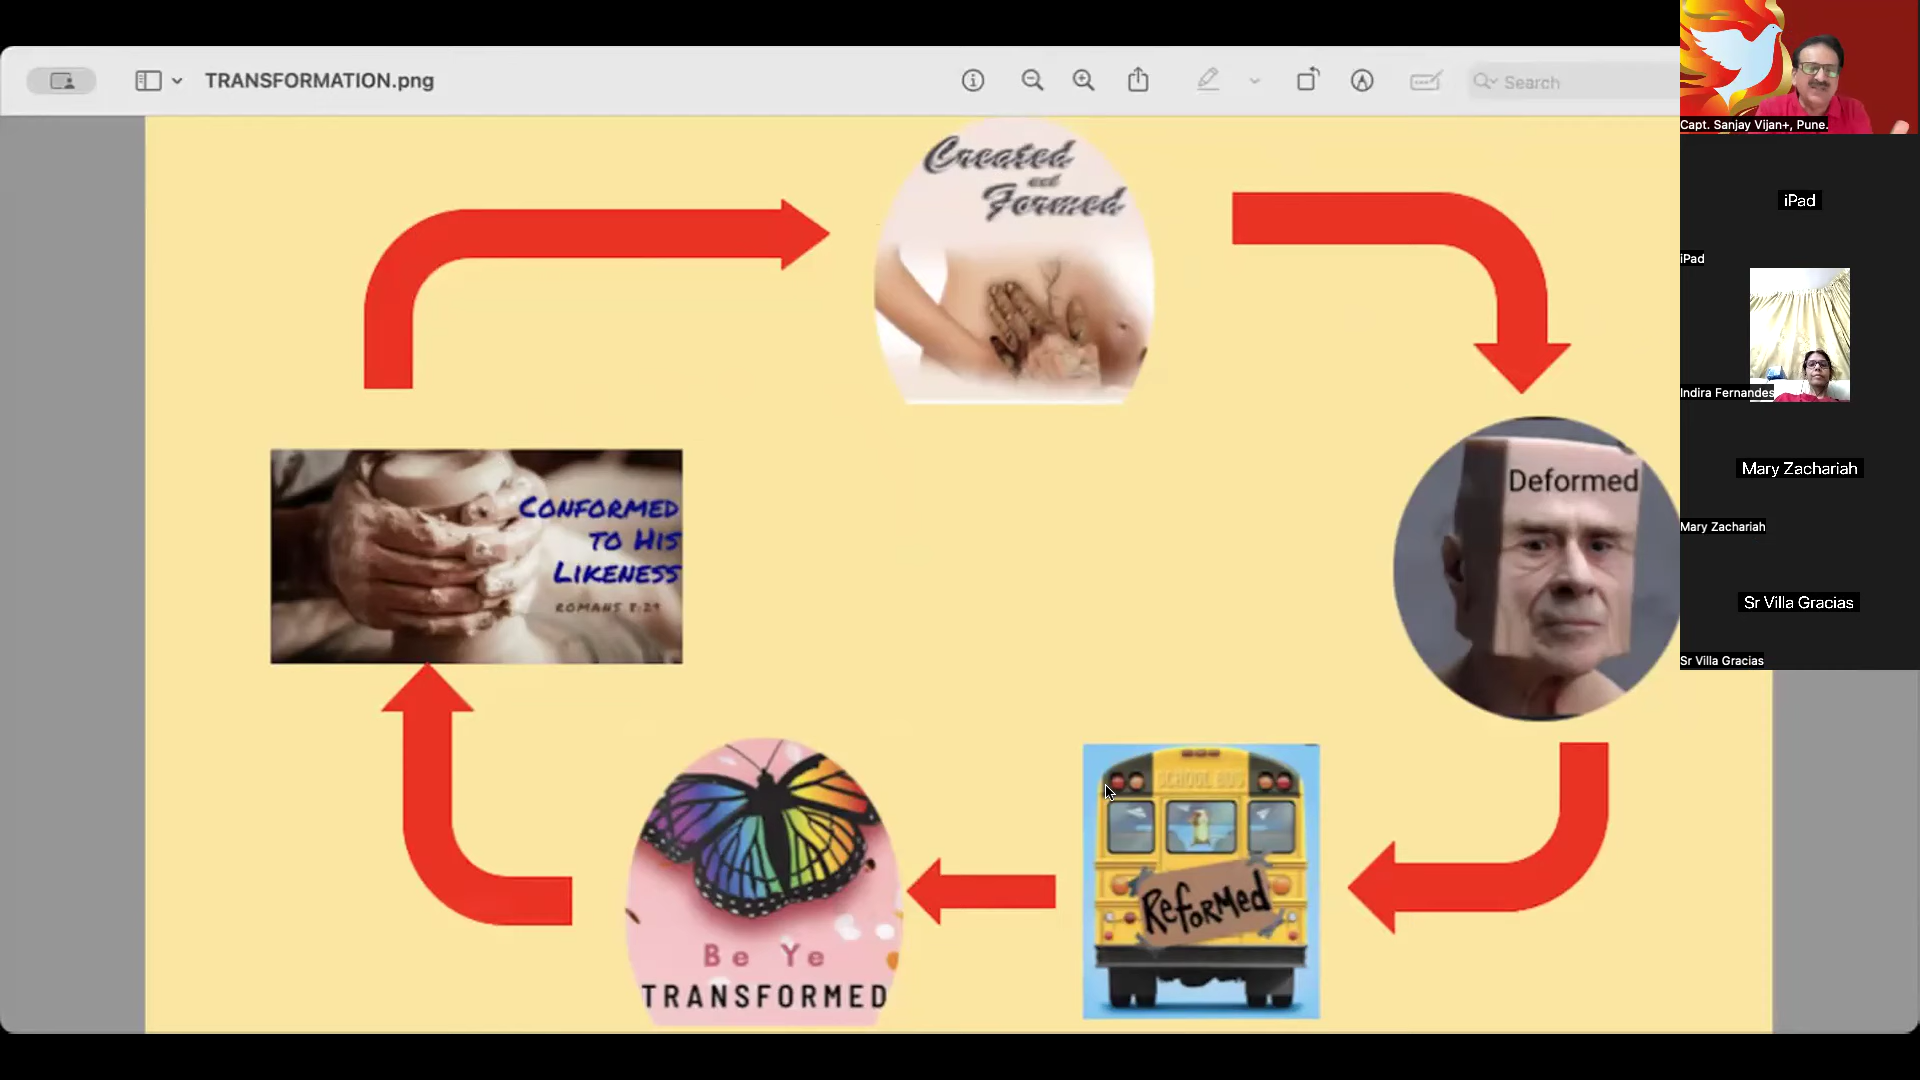 TRANSFORMATION.png
Search
Created
and
Formed
Deformed
CONFORMED
TO HIS
LIKENESS
ROMANS 8:29
SCHOOL BUS
Reformed
Be Ye
TRANSFORMED
Capt. Sanjay Vijan+, Pune.
iPad
iPad
Indira Fernandes
Mary Zachariah
Mary Zachariah
Sr Villa Gracias
Sr Villa Gracias